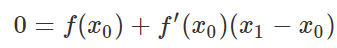 0 = f(x₀) + f′(x₀)(x₁ − x₀)